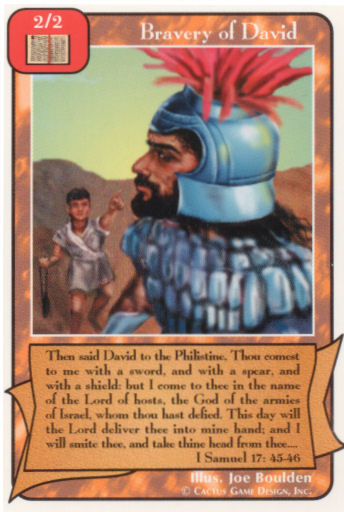 2/2
Bravery of David
Then said David to the Philistine, Thou comest
to me with a sword, and with a spear, and
with a shield: but I come to thee in the name
of the Lord of hosts, the God of the armies
of Israel, whom thou hast defied. This day will
the Lord deliver thee into mine hand; and I
will smite thee, and take thine head from thee....
I Samuel 17: 45-46
Illus. Joe Boulden
© Cactus Game Design, Inc.